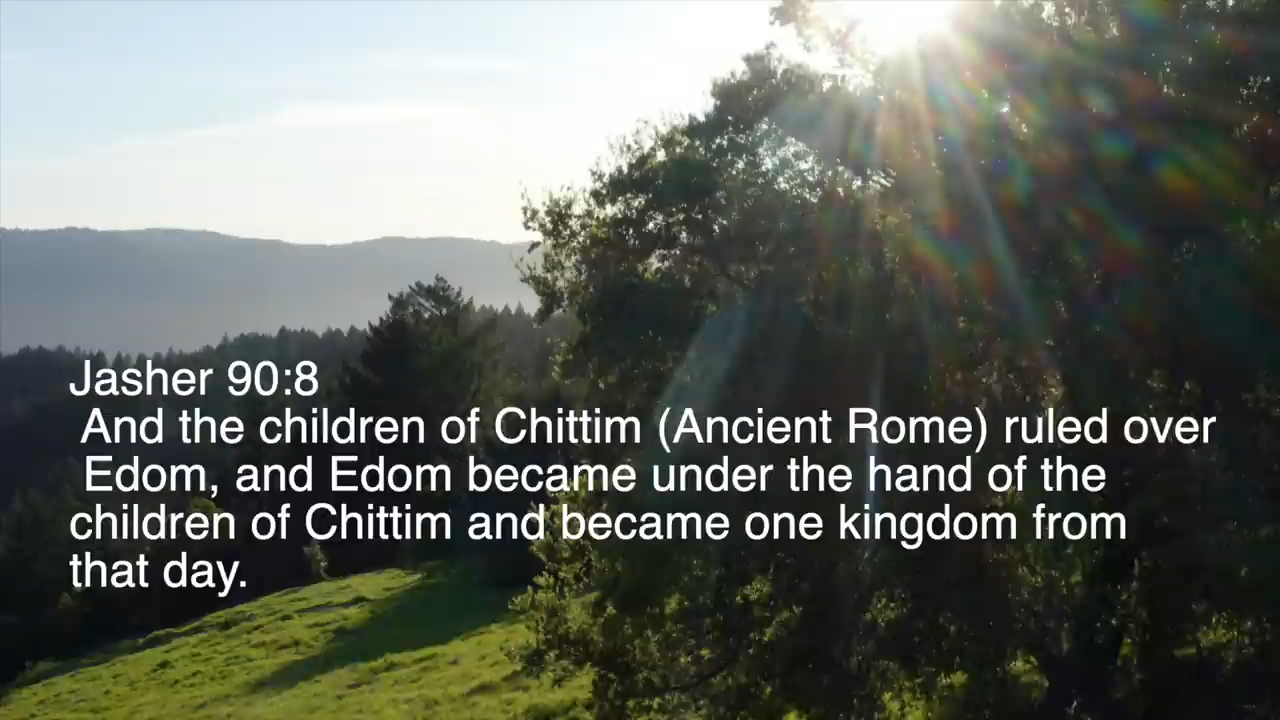 Jasher 90:8
And the children of Chittim (Ancient Rome) ruled over
Edom, and Edom became under the hand of the
children of Chittim and became one kingdom from
that day.